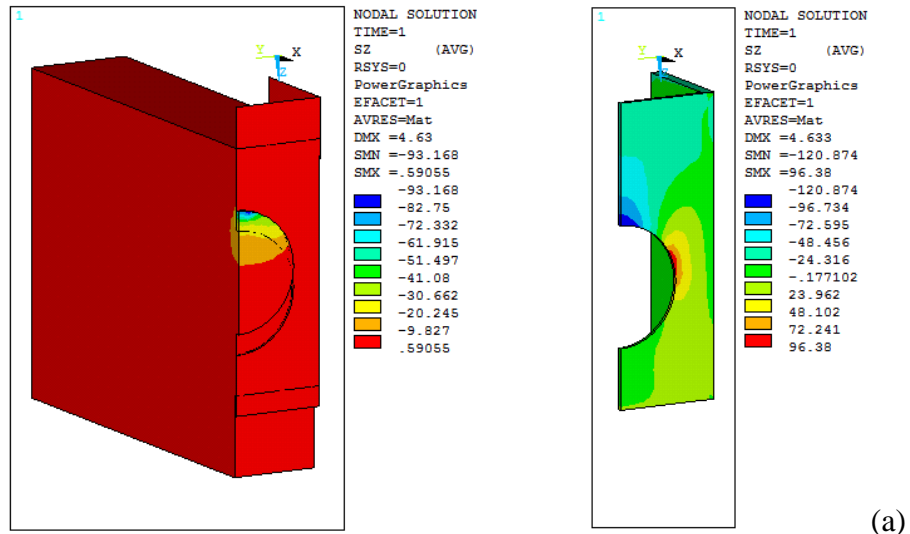 1
Y X
Z
NODAL SOLUTION
TIME=1
SZ (AVG)
RSYS=0
PowerGraphics
EFACET=1
AVRES=Mat
DMX =4.63
SMN =-93.168
SMX =.59055
-93.168
-82.75
-72.332
-61.915
-51.497
-41.08
-30.662
-20.245
-9.827
.59055
1
Y X
Z
NODAL SOLUTION
TIME=1
SZ (AVG)
RSYS=0
PowerGraphics
EFACET=1
AVRES=Mat
DMX =4.633
SMN =-120.874
SMX =96.38
-120.874
-96.734
-72.595
-48.456
-24.316
-.177102
23.962
48.102
72.241
96.38
(a)